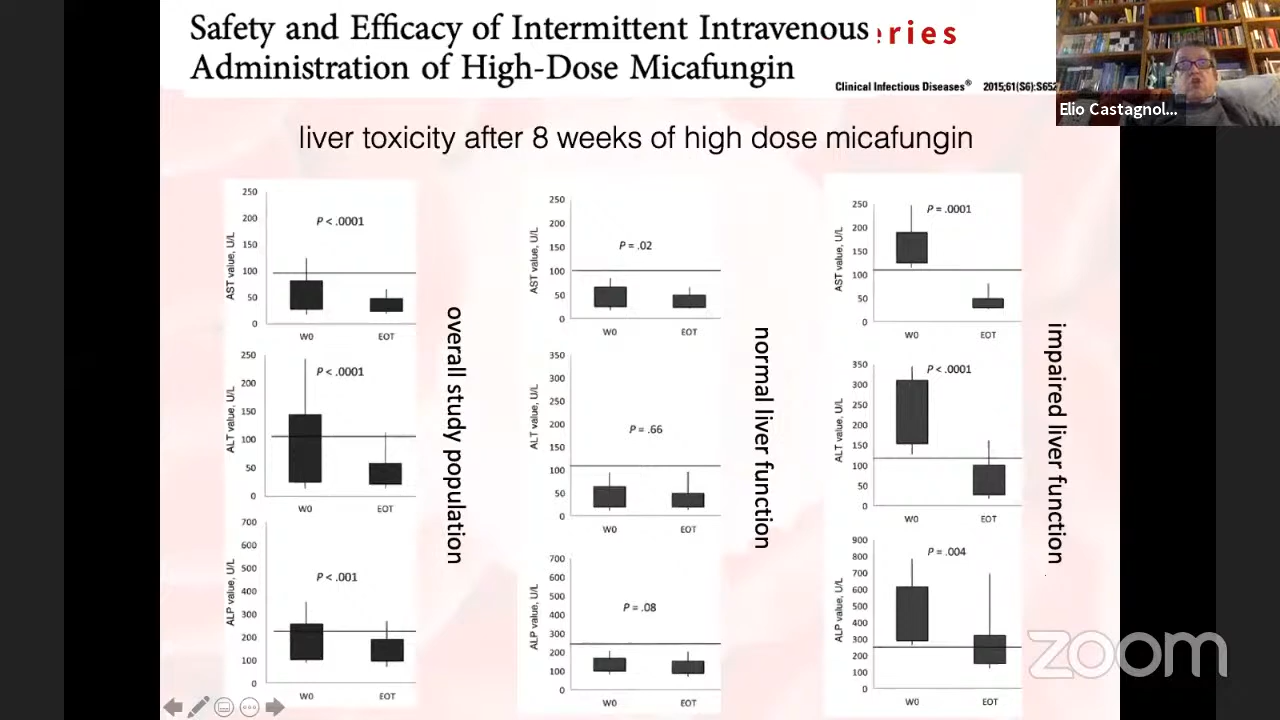 Safety and Efficacy of Intermittent Intravenous
Administration of High-Dose Micafungin
ries
Clinical Infectious Diseases® 2015;61(S6):S652
Elio Castagnol...
liver toxicity after 8 weeks of high dose micafungin
250
200
150
100
50
0
AST value, U/L
P < .0001
W0
EOT
250
200
150
100
50
0
ALT value, U/L
P < .0001
W0
EOT
700
600
500
400
300
200
100
0
ALP value, U/L
P < .001
W0
EOT
overall study population
250
200
150
100
50
0
AST value, U/L
P = .02
W0
EOT
350
300
250
200
150
100
50
0
ALT value, U/L
P = .66
W0
EOT
700
600
500
400
300
200
100
0
ALP value, U/L
P = .08
W0
EOT
normal liver function
250
200
150
100
50
0
AST value, U/L
P = .0001
W0
EOT
350
300
250
200
150
100
50
0
ALT value, U/L
P < .0001
W0
EOT
900
800
700
600
500
400
300
200
100
0
ALP value, U/L
P = .004
W0
EOT
impaired liver function
zoom